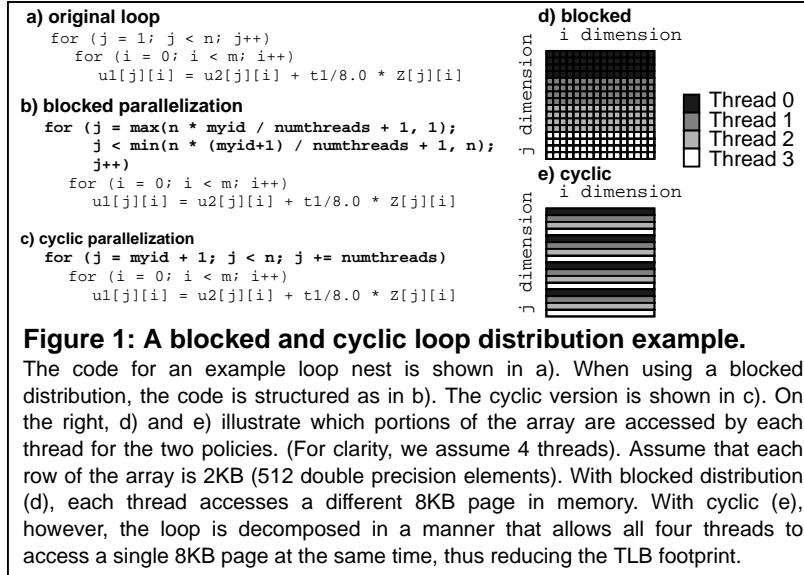 a) original loop
for (j = 1; j < n; j++)
for (i = 0; i < m; i++)
u1[j][i] = u2[j][i] + t1/8.0 * Z[j][i]
b) blocked parallelization
for (j = max(n * myid / numthreads + 1, 1);
j < min(n * (myid+1) / numthreads + 1, n);
j++)
for (i = 0; i < m; i++)
u1[j][i] = u2[j][i] + t1/8.0 * Z[j][i]
c) cyclic parallelization
for (j = myid + 1; j < n; j += numthreads)
for (i = 0; i < m; i++)
u1[j][i] = u2[j][i] + t1/8.0 * Z[j][i]
d) blocked
i dimension
j dimension
Thread 0
Thread 1
Thread 2
Thread 3
e) cyclic
i dimension
j dimension
Figure 1: A blocked and cyclic loop distribution example.
The code for an example loop nest is shown in a). When using a blocked
distribution, the code is structured as in b). The cyclic version is shown in c). On
the right, d) and e) illustrate which portions of the array are accessed by each
thread for the two policies. (For clarity, we assume 4 threads). Assume that each
row of the array is 2KB (512 double precision elements). With blocked distribution
(d), each thread accesses a different 8KB page in memory. With cyclic (e),
however, the loop is decomposed in a manner that allows all four threads to
access a single 8KB page at the same time, thus reducing the TLB footprint.